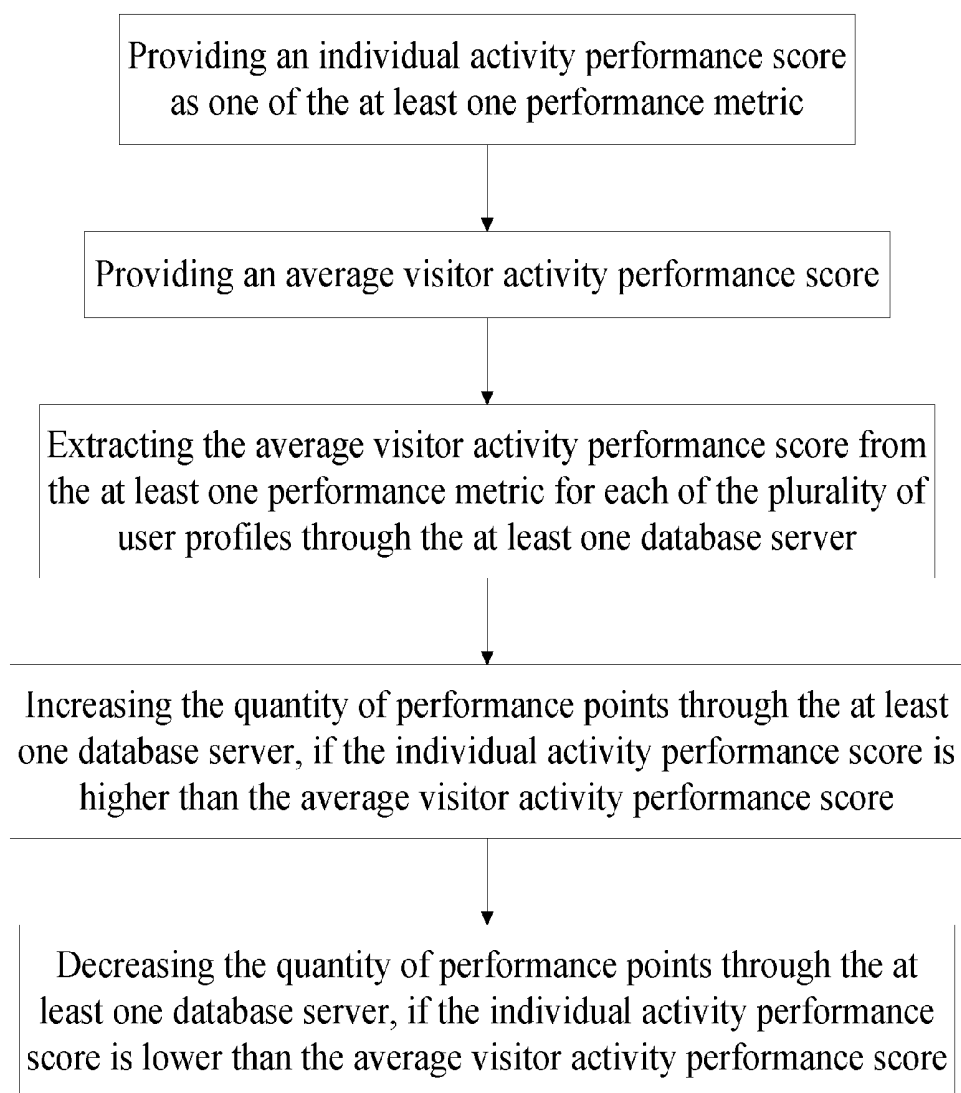 Providing an individual activity performance score
as one of the at least one performance metric
Providing an average visitor activity performance score
Extracting the average visitor activity performance score from
the at least one performance metric for each of the plurality of
user profiles through the at least one database server
Increasing the quantity of performance points through the at least
one database server, if the individual activity performance score is
higher than the average visitor activity performance score
Decreasing the quantity of performance points through the at
least one database server, if the individual activity performance
score is lower than the average visitor activity performance score